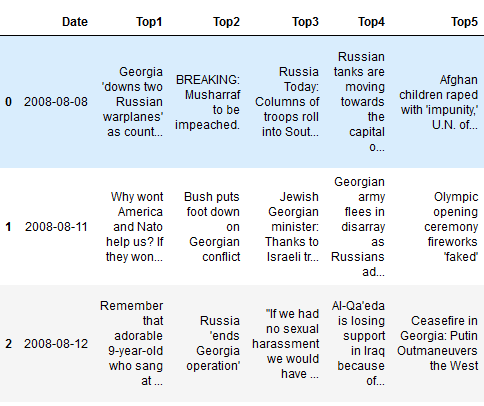 Date Top1 Top2 Top3 Top4 Top5
0 2008-08-08
Georgia
'downs two
Russian
warplanes'
as count...
BREAKING:
Musharraf
to be
impeached.
Russia
Today:
Columns of
troops roll
into Sout...
Russian
tanks are
moving
towards
the
capital
o...
Afghan
children raped
with 'impunity,'
U.N. of...
1 2008-08-11
Why wont
America
and Nato
help us? If
they won...
Bush puts
foot down
on
Georgian
conflict
Jewish
Georgian
minister:
Thanks to
Israeli tr...
Georgian
army
flees in
disarray
as
Russians
ad...
Olympic
opening
ceremony
fireworks
'faked'
2 2008-08-12
Remember
that
adorable
9-year-old
who sang
at ...
Russia
'ends
Georgia
operation'
"If we had
no sexual
harassment
we would
have ...
Al-Qa'eda
is losing
support
in Iraq
because
of...
Ceasefire in
Georgia: Putin
Outmaneuvers
the West